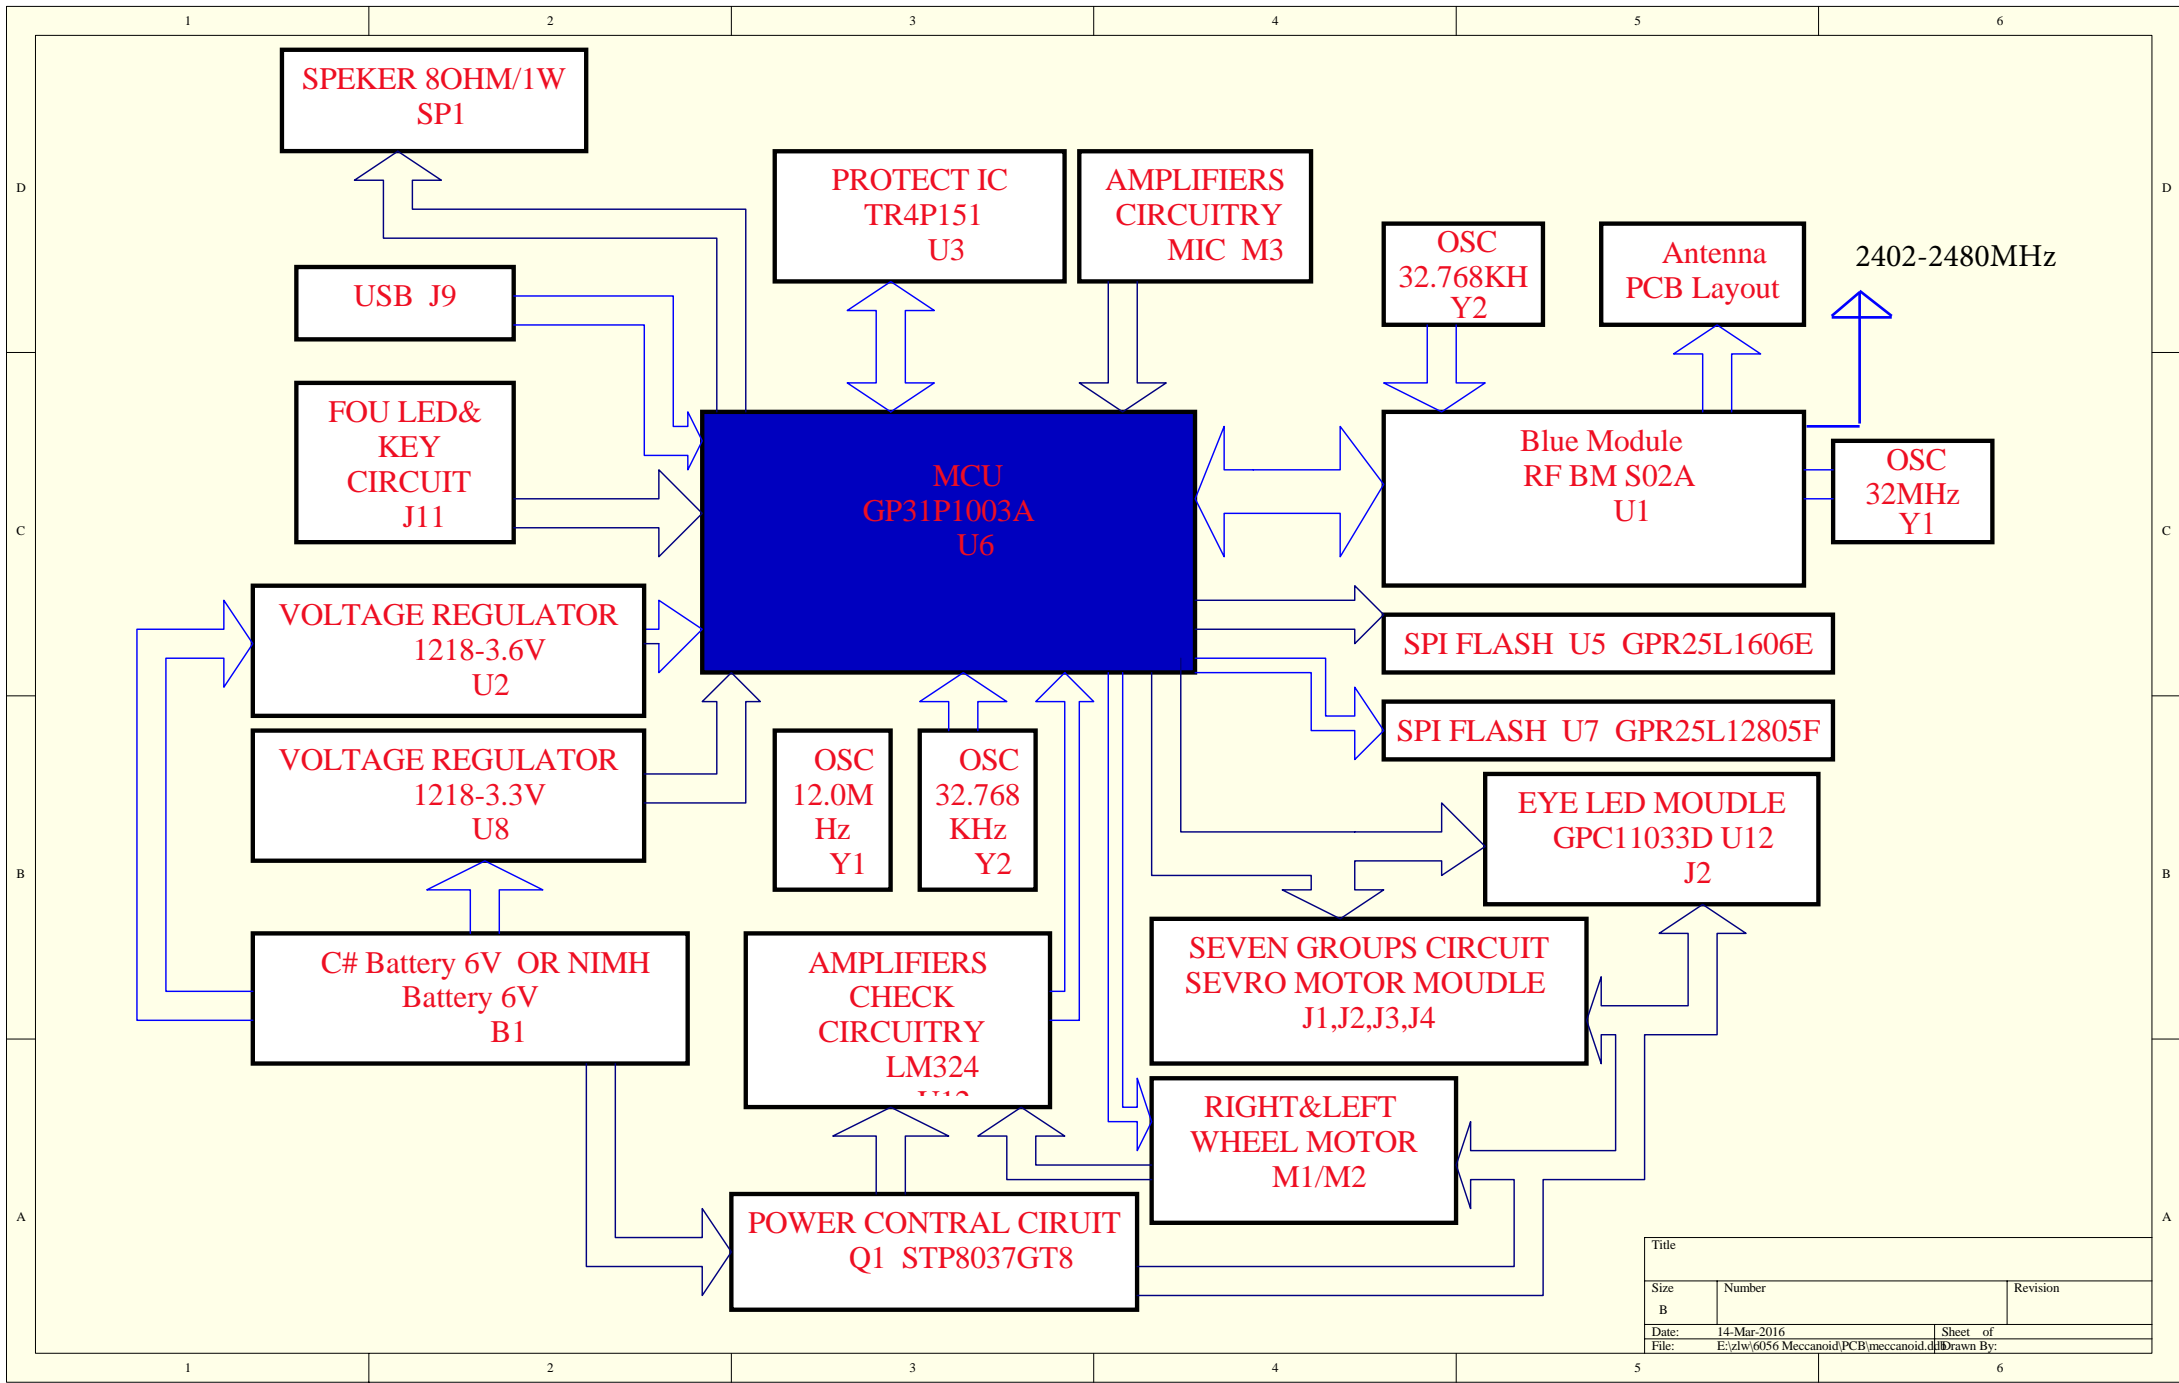 1 2 3 4 5 6
SPEKER 8OHM/1W
SP1
D
D
PROTECT IC
TR4P151
U3
AMPLIFIERS
CIRCUITRY
MIC M3
OSC
32.768KH
Y2
Antenna
PCB Layout
2402-2480MHz
USB J9
FOU LED&
KEY
CIRCUIT
J11
MCU
GP31P1003A
U6
Blue Module
RF BM S02A
U1
OSC
32MHz
Y1
C
C
VOLTAGE REGULATOR
1218-3.6V
U2
SPI FLASH U5 GPR25L1606E
SPI FLASH U7 GPR25L12805F
VOLTAGE REGULATOR
1218-3.3V
U8
OSC
12.0M
Hz
Y1
OSC
32.768
KHz
Y2
EYE LED MOUDLE
GPC11033D U12
J2
B
B
C# Battery 6V OR NIMH
Battery 6V
B1
AMPLIFIERS
CHECK
CIRCUITRY
LM324
SEVEN GROUPS CIRCUIT
SEVRO MOTOR MOUDLE
J1,J2,J3,J4
RIGHT&LEFT
WHEEL MOTOR
M1/M2
POWER CONTRAL CIRUIT
Q1 STP8037GT8
A
A
Title
Size Number Revision
B
Date: 14-Mar-2016 Sheet of
File: E:\zlw\6056 Meccanoid\PCB\meccanoid.ddb Drawn By:
1 2 3 4 5 6